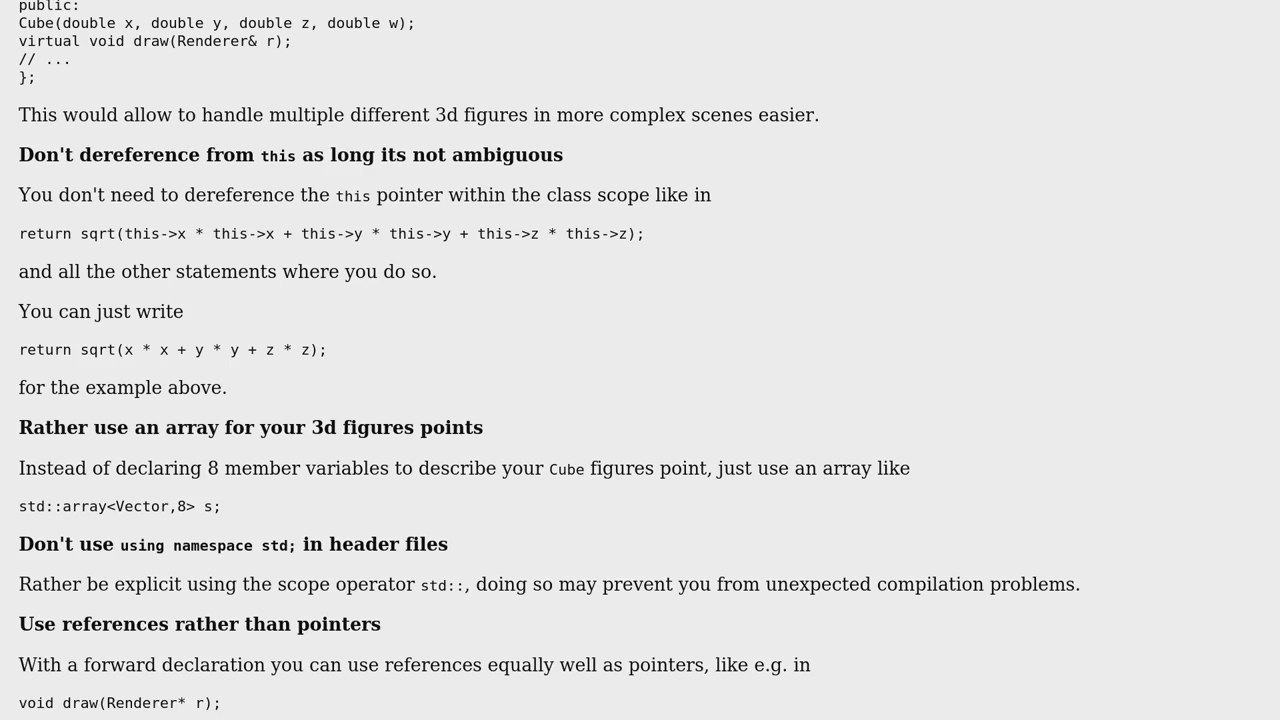 public:
Cube(double x, double y, double z, double w);
virtual void draw(Renderer& r);
// ...
};
This would allow to handle multiple different 3d figures in more complex scenes easier.
Don't dereference from this as long its not ambiguous
You don't need to dereference the this pointer within the class scope like in
return sqrt(this->x * this->x + this->y * this->y + this->z * this->z);
and all the other statements where you do so.
You can just write
return sqrt(x * x + y * y + z * z);
for the example above.
Rather use an array for your 3d figures points
Instead of declaring 8 member variables to describe your Cube figures point, just use an array like
std::array<Vector,8> s;
Don't use using namespace std; in header files
Rather be explicit using the scope operator std::, doing so may prevent you from unexpected compilation problems.
Use references rather than pointers
With a forward declaration you can use references equally well as pointers, like e.g. in
void draw(Renderer* r);